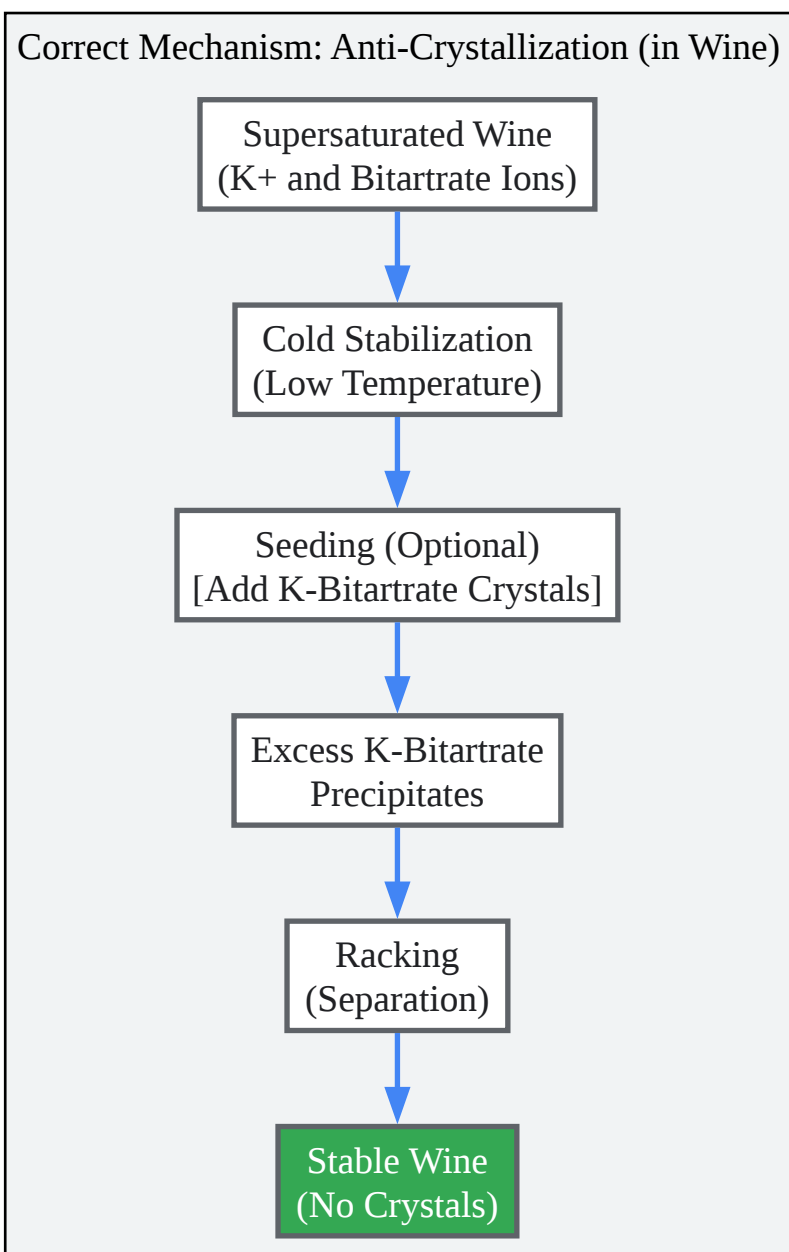 Correct Mechanism: Anti-Crystallization (in Wine)
Supersaturated Wine
(K+ and Bitartrate Ions)
Cold Stabilization
(Low Temperature)
Seeding (Optional)
[Add K-Bitartrate Crystals]
Excess K-Bitartrate
Precipitates
Racking
(Separation)
Stable Wine
(No Crystals)